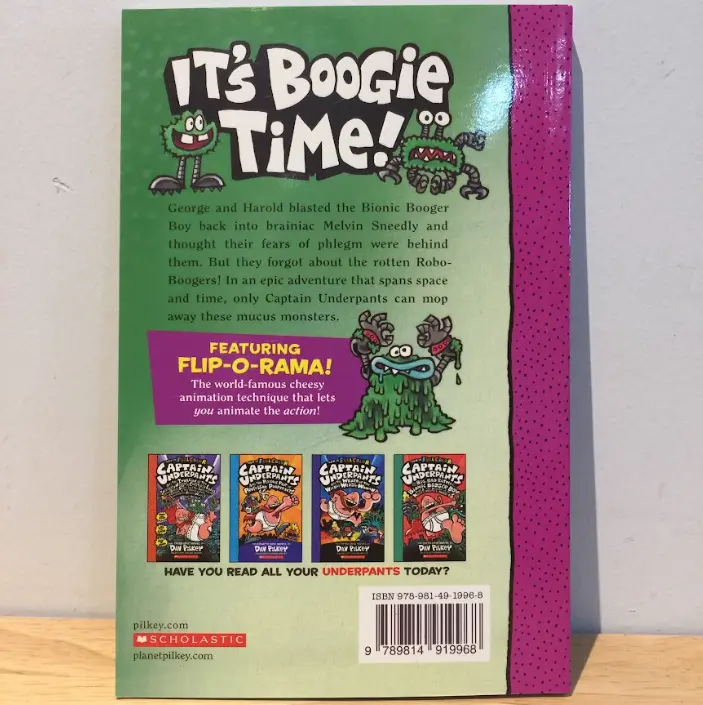 IT'S BOOGIE
TIME!
George and Harold blasted the Bionic Booger
Boy back into brainiac Melvin Sneedly and
thought their fears of phlegm were behind
them. But they forgot about the rotten Robo-
Boogers! In an epic adventure that spans space
and time, only Captain Underpants can mop
away these mucus monsters.
FEATURING
FLIP-O-RAMA!
The world-famous cheesy
animation technique that lets
you animate the action!
CAPTAIN UNDERPANTS
DAV PILKEY
CAPTAIN UNDERPANTS
DAV PILKEY
CAPTAIN UNDERPANTS
DAV PILKEY
CAPTAIN UNDERPANTS
DAV PILKEY
HAVE YOU READ ALL YOUR UNDERPANTS TODAY?
ISBN 978-981-49-1996-8
9 789814 919968
pilkey.com
SCHOLASTIC
planetpilkey.com